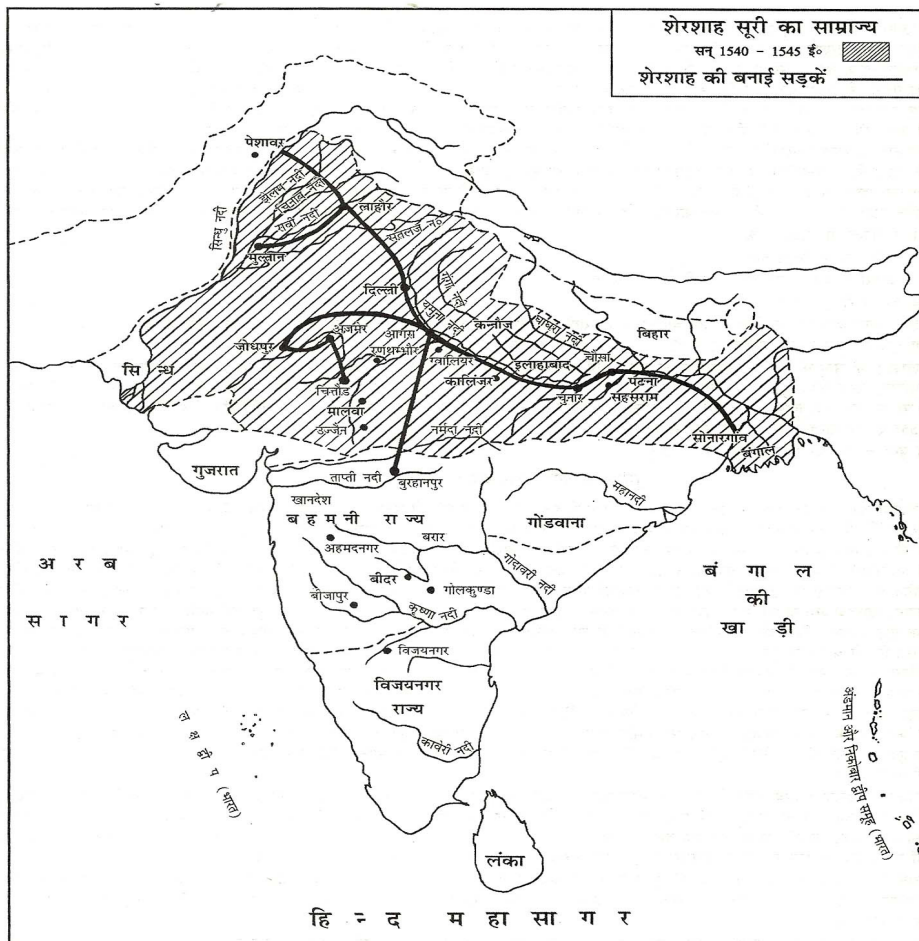 शेरशाह सूरी का साम्राज्य
सन् 1540 - 1545 ई०
शेरशाह की बनाई सड़कें
पेशावर
झेलम नदी
चिनाब नदी
रावी नदी
सिन्धु नदी
लाहौर
मुल्तान
सतलज न०
दिल्ली
गंगा नदी
यमुना नदी
कन्नौज
घाघरा नदी
बिहार
जोधपुर
अजमेर
आगरा
रणथम्भौर
ग्वालियर
इलाहाबाद
चौसा
सिन्ध
चित्तौड़
कालिंजर
चुनार
पटना
सहसराम
मालवा
उज्जैन
नर्मदा नदी
सोनारगाँव
बंगाल
गुजरात
ताप्ती नदी
बुरहानपुर
खानदेश
महानदी
बहमनी राज्य
गोंडवाना
बरार
अहमदनगर
गोदावरी नदी
बीदर
गोलकुण्डा
बीजापुर
कृष्णा नदी
अरब
सागर
बंगाल
की
खाड़ी
विजयनगर
विजयनगर
राज्य
कावेरी नदी
लक्षद्वीप (भारत)
अंडमान और निकोबार द्वीप समूह (भारत)
लंका
हिन्द महासागर